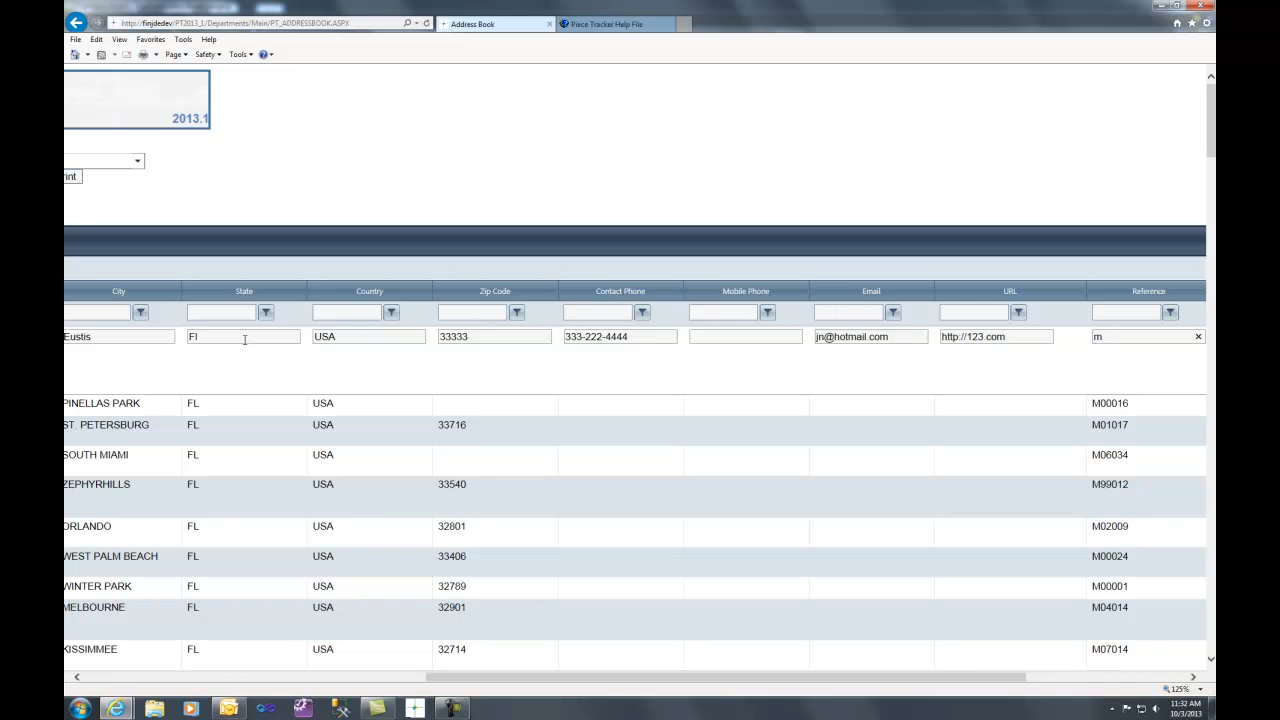 http://finjdedev/PT2013_1/Departments/Main/PT_ADDRESSBOOK.ASPX
Address Book
Piece Tracker Help File
File Edit View Favorites Tools Help
Page Safety Tools
2013.1
int
City State Country Zip Code Contact Phone Mobile Phone Email URL Reference
Eustis Fl USA 33333 333-222-4444 jn@hotmail.com http://123.com m
PINELLAS PARK FL USA M00016
ST. PETERSBURG FL USA 33716 M01017
SOUTH MIAMI FL USA M06034
ZEPHYRHILLS FL USA 33540 M99012
ORLANDO FL USA 32801 M02009
WEST PALM BEACH FL USA 33406 M00024
WINTER PARK FL USA 32789 M00001
MELBOURNE FL USA 32901 M04014
KISSIMMEE FL USA 32714 M07014
125%
11:32 AM
10/3/2013